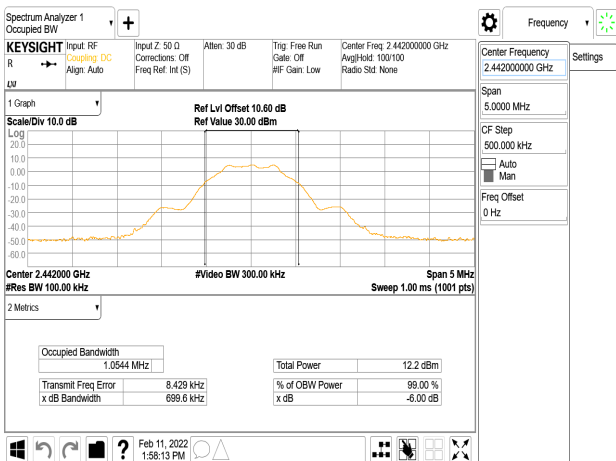 Spectrum Analyzer 1
Occupied BW
Frequency
KEYSIGHT
R
LXI
Input: RF
Coupling: DC
Align: Auto
Input Z: 50 Ω
Corrections: Off
Freq Ref: Int (S)
Atten: 30 dB
Trig: Free Run
Gate: Off
#IF Gain: Low
Center Freq: 2.442000000 GHz
Avg|Hold: 100/100
Radio Std: None
Center Frequency
2.442000000 GHz
Settings
Span
5.0000 MHz
CF Step
500.000 kHz
Auto
Man
Freq Offset
0 Hz
1 Graph
Scale/Div 10.0 dB
Ref Lvl Offset 10.60 dB
Ref Value 30.00 dBm
Log
20.0
10.0
0.00
-10.0
-20.0
-30.0
-40.0
-50.0
-60.0
Center 2.442000 GHz
#Video BW 300.00 kHz
Span 5 MHz
#Res BW 100.00 kHz
Sweep 1.00 ms (1001 pts)
2 Metrics
Occupied Bandwidth
1.0544 MHz
Total Power 12.2 dBm
Transmit Freq Error 8.429 kHz
% of OBW Power 99.00 %
x dB Bandwidth 699.6 kHz
x dB -6.00 dB
?
Feb 11, 2022
1:58:13 PM